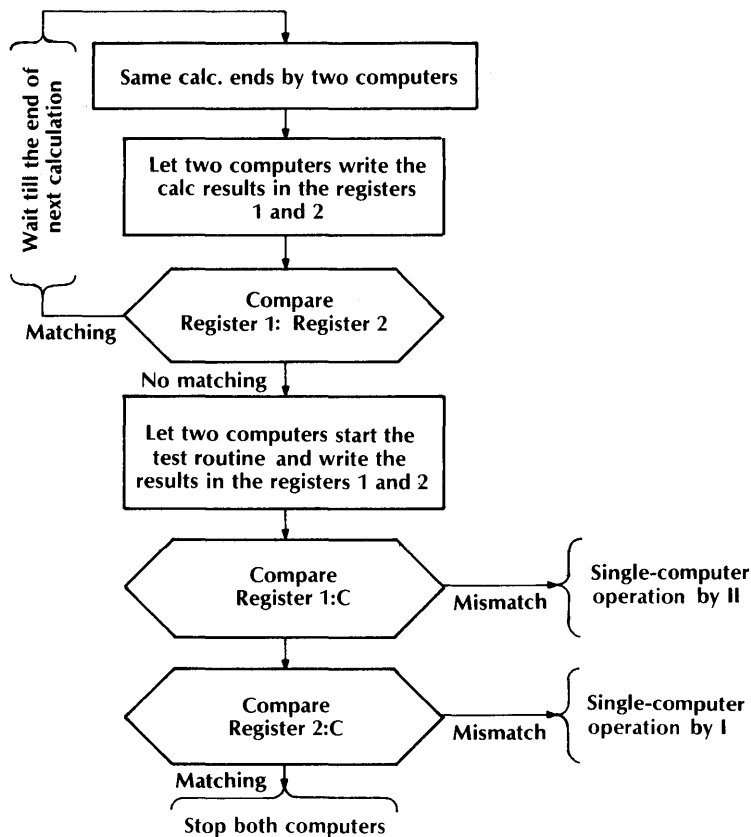 Same calc. ends by two computers
Wait till the end of
next calculation
Let two computers write the
calc results in the registers
1 and 2
Compare
Register 1: Register 2
Matching
No matching
Let two computers start the
test routine and write the
results in the registers 1 and 2
Compare
Register 1:C
Mismatch
Single-computer
operation by II
Compare
Register 2:C
Mismatch
Single-computer
operation by I
Matching
Stop both computers